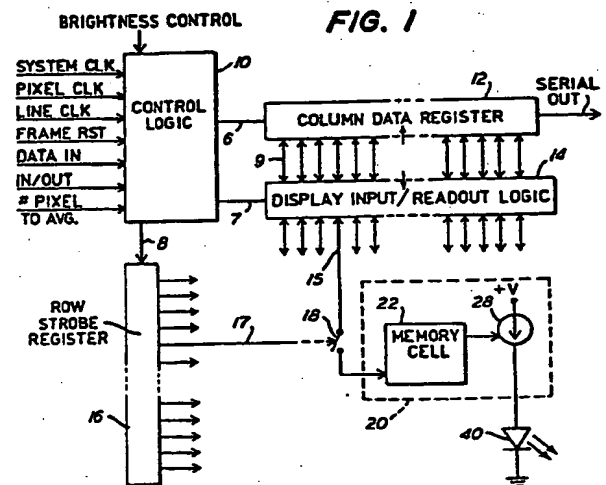 BRIGHTNESS CONTROL
FIG. 1
SYSTEM CLK
PIXEL CLK
LINE CLK
FRAME RST
DATA IN
IN/OUT
# PIXEL
TO AVG.
CONTROL
LOGIC
10
12
COLUMN DATA REGISTER
SERIAL
OUT
6
9
14
DISPLAY INPUT/READOUT LOGIC
7
8
15
ROW
STROBE
REGISTER
16
17
18
22
MEMORY
CELL
+V
28
20
40